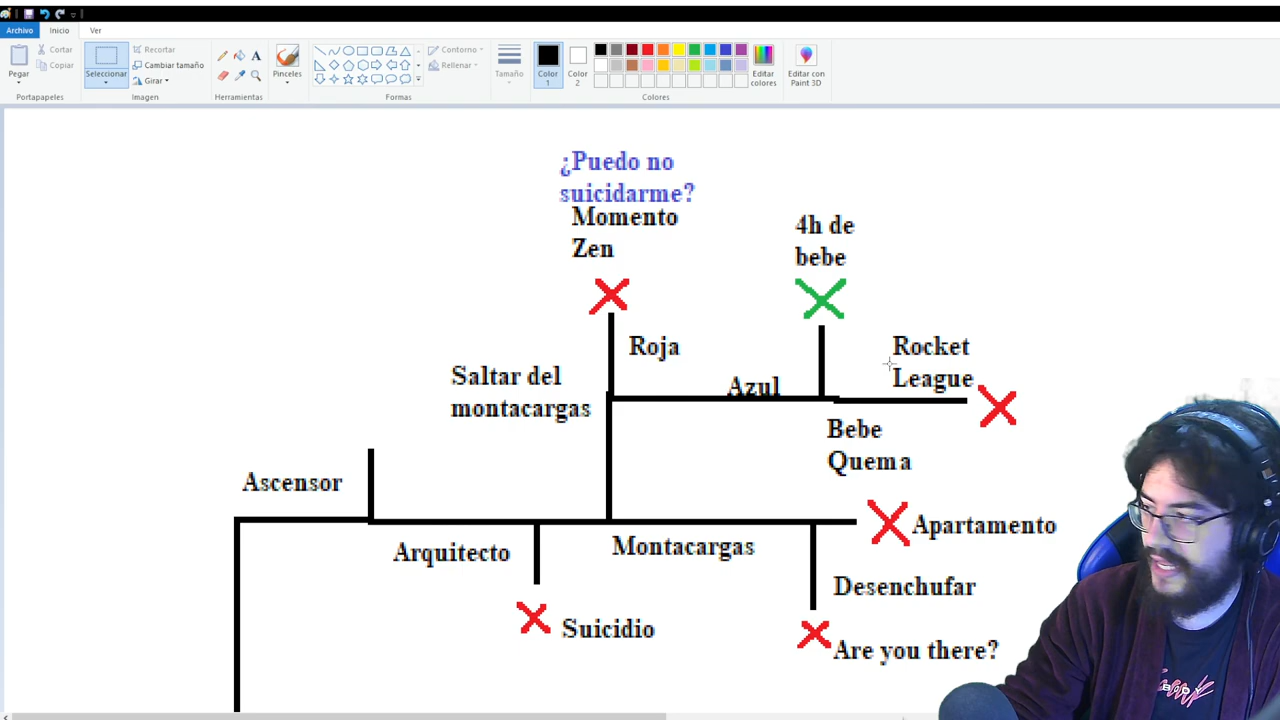 Archivo
Inicio
Ver
Cortar
Copiar
Pegar
Portapapeles
Seleccionar
Recortar
Cambiar tamaño
Girar
Imagen
A
Herramientas
Pinceles
Contorno
Rellenar
Formas
Tamaño
Color
1
Color
2
Editar
colores
Colores
Editar con
Paint 3D
¿Puedo no
suicidarme?
Momento
Zen
4h de
bebe
Roja
Rocket
League
Saltar del
montacargas
Azul
Bebe
Quema
Ascensor
Apartamento
Arquitecto
Montacargas
Desenchufar
Suicidio
Are you there?